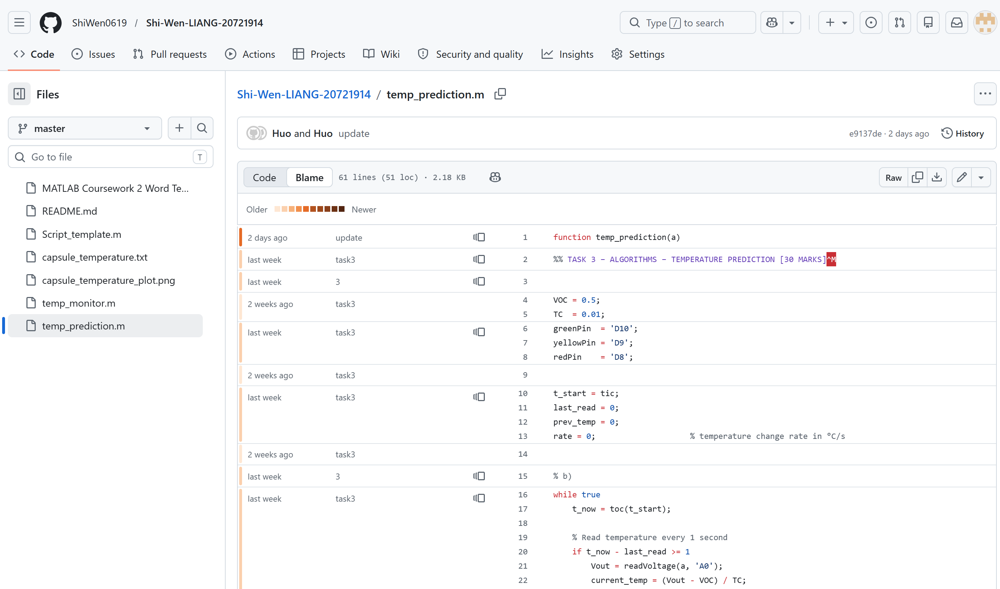 ShiWen0619 / Shi-Wen-LIANG-20721914
Type / to search
Code
Issues
Pull requests
Actions
Projects
Wiki
Security and quality
Insights
Settings
Files
master
Go to file
T
MATLAB Coursework 2 Word Te...
README.md
Script_template.m
capsule_temperature.txt
capsule_temperature_plot.png
temp_monitor.m
temp_prediction.m
Shi-Wen-LIANG-20721914 / temp_prediction.m
Huo and Huo update
e9137de · 2 days ago
History
Code
Blame
61 lines (51 loc) · 2.18 KB
Raw
Older
Newer
2 days ago update 1 function temp_prediction(a)
last week task3 2 %% TASK 3 – ALGORITHMS – TEMPERATURE PREDICTION [30 MARKS]^M
last week 3 3
2 weeks ago task3 4 VOC = 0.5;
5 TC  = 0.01;
last week task3 6 greenPin  = 'D10';
7 yellowPin = 'D9';
8 redPin    = 'D8';
2 weeks ago task3 9
last week task3 10 t_start = tic;
11 last_read = 0;
12 prev_temp = 0;
13 rate = 0;                    % temperature change rate in °C/s
2 weeks ago task3 14
last week 3 15 % b)
last week task3 16 while true
17     t_now = toc(t_start);
18
19     % Read temperature every 1 second
20     if t_now - last_read >= 1
21         Vout = readVoltage(a, 'A0');
22         current_temp = (Vout - VOC) / TC;